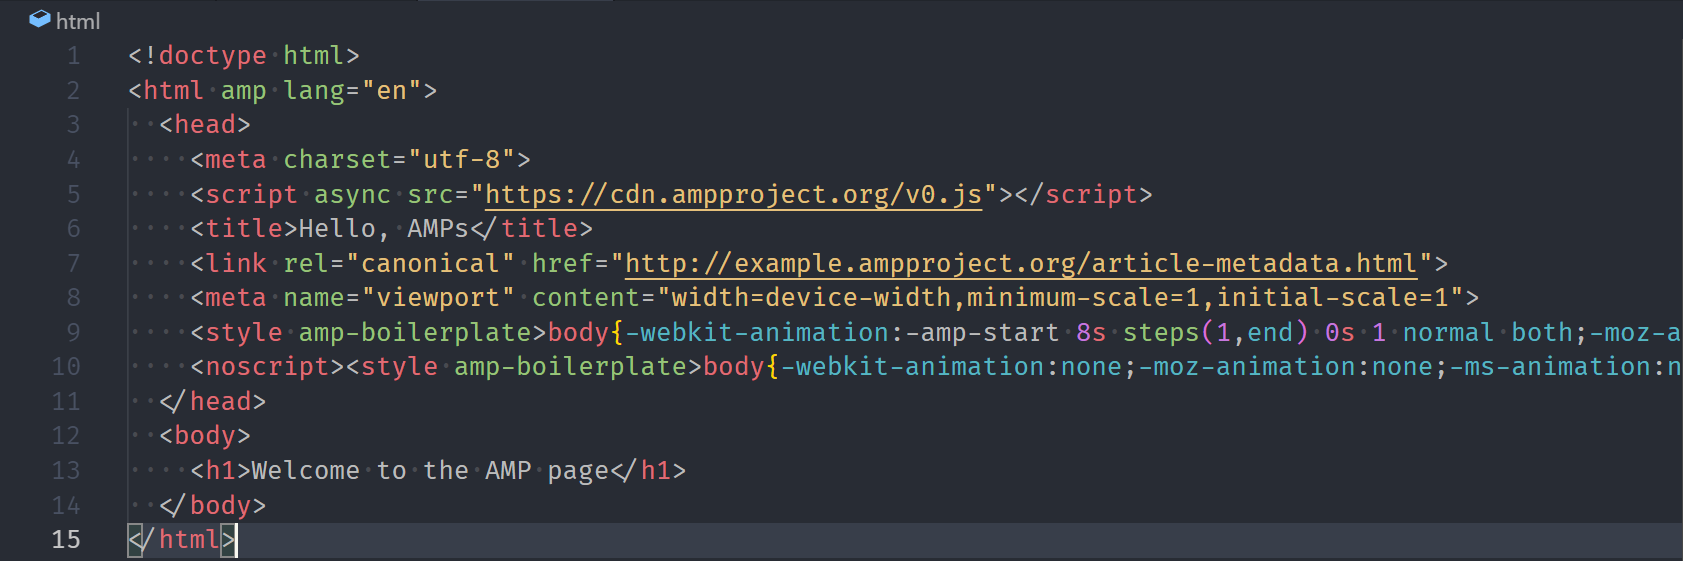 html
1 <!doctype html>
2 <html amp lang="en">
3   <head>
4     <meta charset="utf-8">
5     <script async src="https://cdn.ampproject.org/v0.js"></script>
6     <title>Hello, AMPs</title>
7     <link rel="canonical" href="http://example.ampproject.org/article-metadata.html">
8     <meta name="viewport" content="width=device-width,minimum-scale=1,initial-scale=1">
9     <style amp-boilerplate>body{-webkit-animation:-amp-start 8s steps(1,end) 0s 1 normal both;-moz-a
10     <noscript><style amp-boilerplate>body{-webkit-animation:none;-moz-animation:none;-ms-animation:n
11   </head>
12   <body>
13     <h1>Welcome to the AMP page</h1>
14   </body>
15 </html>